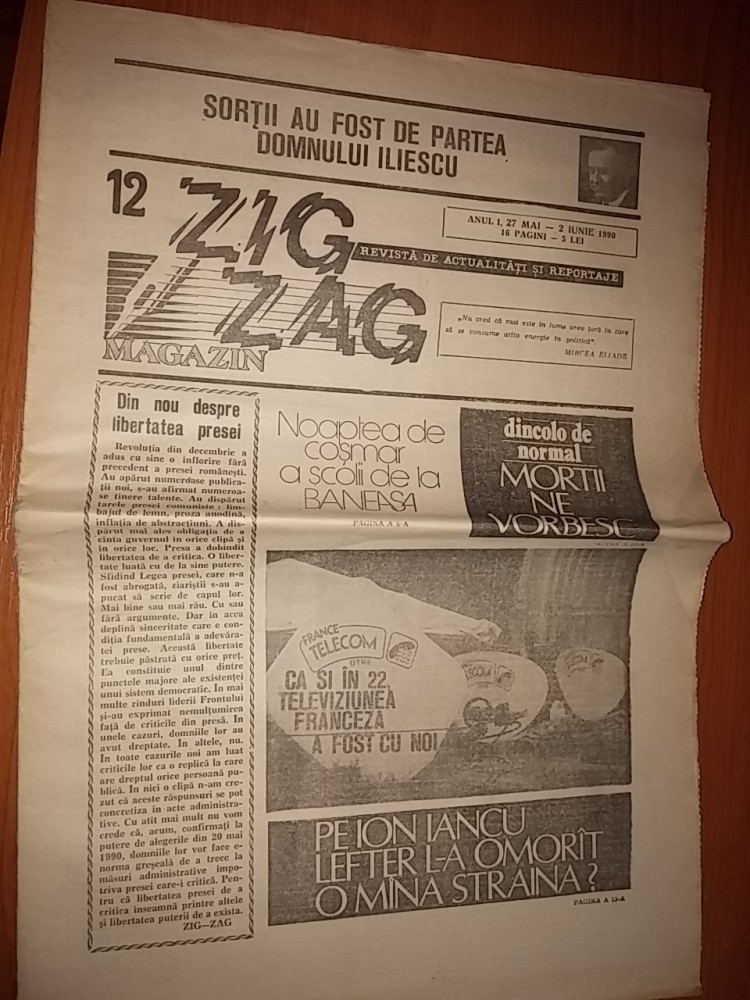 SORȚII AU FOST DE PARTEA
DOMNULUI ILIESCU
12
ZIG
ZAG
MAGAZIN
ANUL I, 27 MAI — 2 IUNIE 1990
16 PAGINI — 5 LEI
REVISTĂ DE ACTUALITĂȚI ȘI REPORTAJE
„Nu cred că mai este în lume vreo țară în care
să se consume atîta energie în politică".
MIRCEA ELIADE
Din nou despre
libertatea presei
Revoluția din decembrie a
adus cu sine o înflorire fără
precedent a presei românești.
Au apărut numeroase publica-
ții noi, s-au afirmat numeroa-
se tinere talente. Au dispărut
tarele presei comuniste : lim-
bajul de lemn, proza anodină,
inflația de abstracțiuni. A dis-
părut mai ales obligația de a
cînta guvernul în orice clipă și
în orice loc. Presa a dobîndit
libertatea de a critica. O liber-
tate luată cu de la sine putere.
Sfidînd Legea presei, care n-a
fost abrogată, ziariștii s-au a-
pucat să scrie de capul lor.
Mai bine sau mai rău. Cu sau
fără argumente. Dar în acea
deplină sinceritate care e con-
diția fundamentală a adevăra-
tei prese. Această libertate
trebuie păstrată cu orice preț.
Ea constituie unul dintre
punctele majore ale existenței
unui sistem democratic. În mai
multe rînduri liderii Frontului
și-au exprimat nemulțumirea
față de criticile din presă. În
unele cazuri, domniile lor au
avut dreptate. În altele, nu.
În toate cazurile noi am luat
criticile lor ca o replică la care
are dreptul orice persoană pu-
blică. În nici o clipă n-am cre-
zut că aceste răspunsuri se pot
concretiza în acte administra-
tive. Cu atît mai mult nu vom
crede că, acum, confirmați la
putere de alegerile din 20 mai
1990, domniile lor vor face e-
norma greșeală de a trece la
măsuri administrative împo-
triva presei care-i critică. Pen-
tru că libertatea presei de a
critica înseamnă printre altele
și libertatea puterii de a exista.
ZIG—ZAG
Noaptea de
coșmar
a școlii de la
BANEASA
PAGINA A 6-A
dincolo de
normal
MORTII
NE
VORBESC
FRANCE
TELECOM
CA SI ÎN 22,
TELEVIZIUNEA
FRANCEZĂ
A FOST CU NOI
PE ION IANCU
LEFTER L-A OMORÎT
O MÎNA STRAINA ?
PAGINA A 13-A